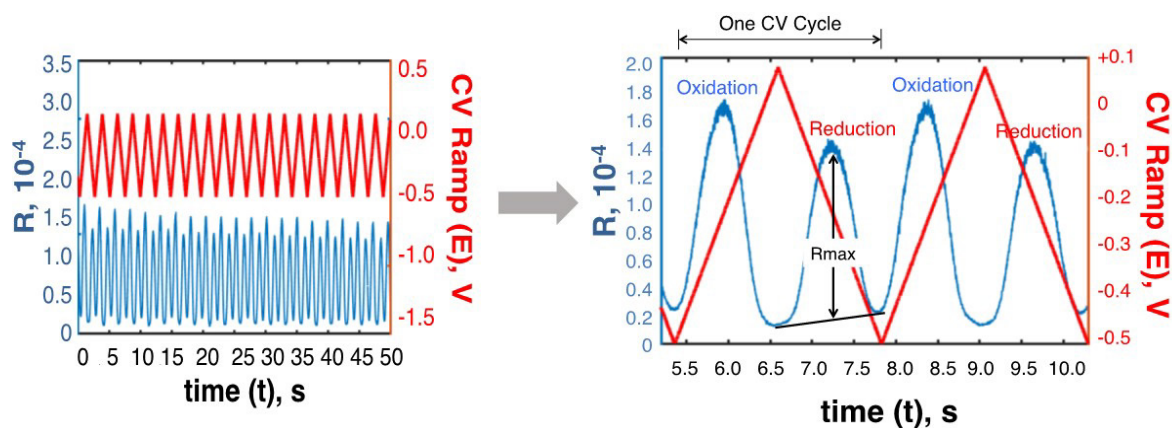 One CV Cycle
3.5
3.0
2.5
2.0
1.5
1.0
0.5
0
R, 10-4
0.5
0.0
-0.5
-1.0
-1.5
CV Ramp (E), V
0 5 10 15 20 25 30 35 40 45 50
time (t), s
2.0
1.8
1.6
1.4
1.2
1.0
0.8
0.6
0.4
0.2
0
R, 10-4
Oxidation
Oxidation
Reduction
Reduction
Rmax
+0.1
0
-0.1
-0.2
-0.3
-0.4
-0.5
CV Ramp (E), V
5.5 6.0 6.5 7.0 7.5 8.0 8.5 9.0 9.5 10.0
time (t), s